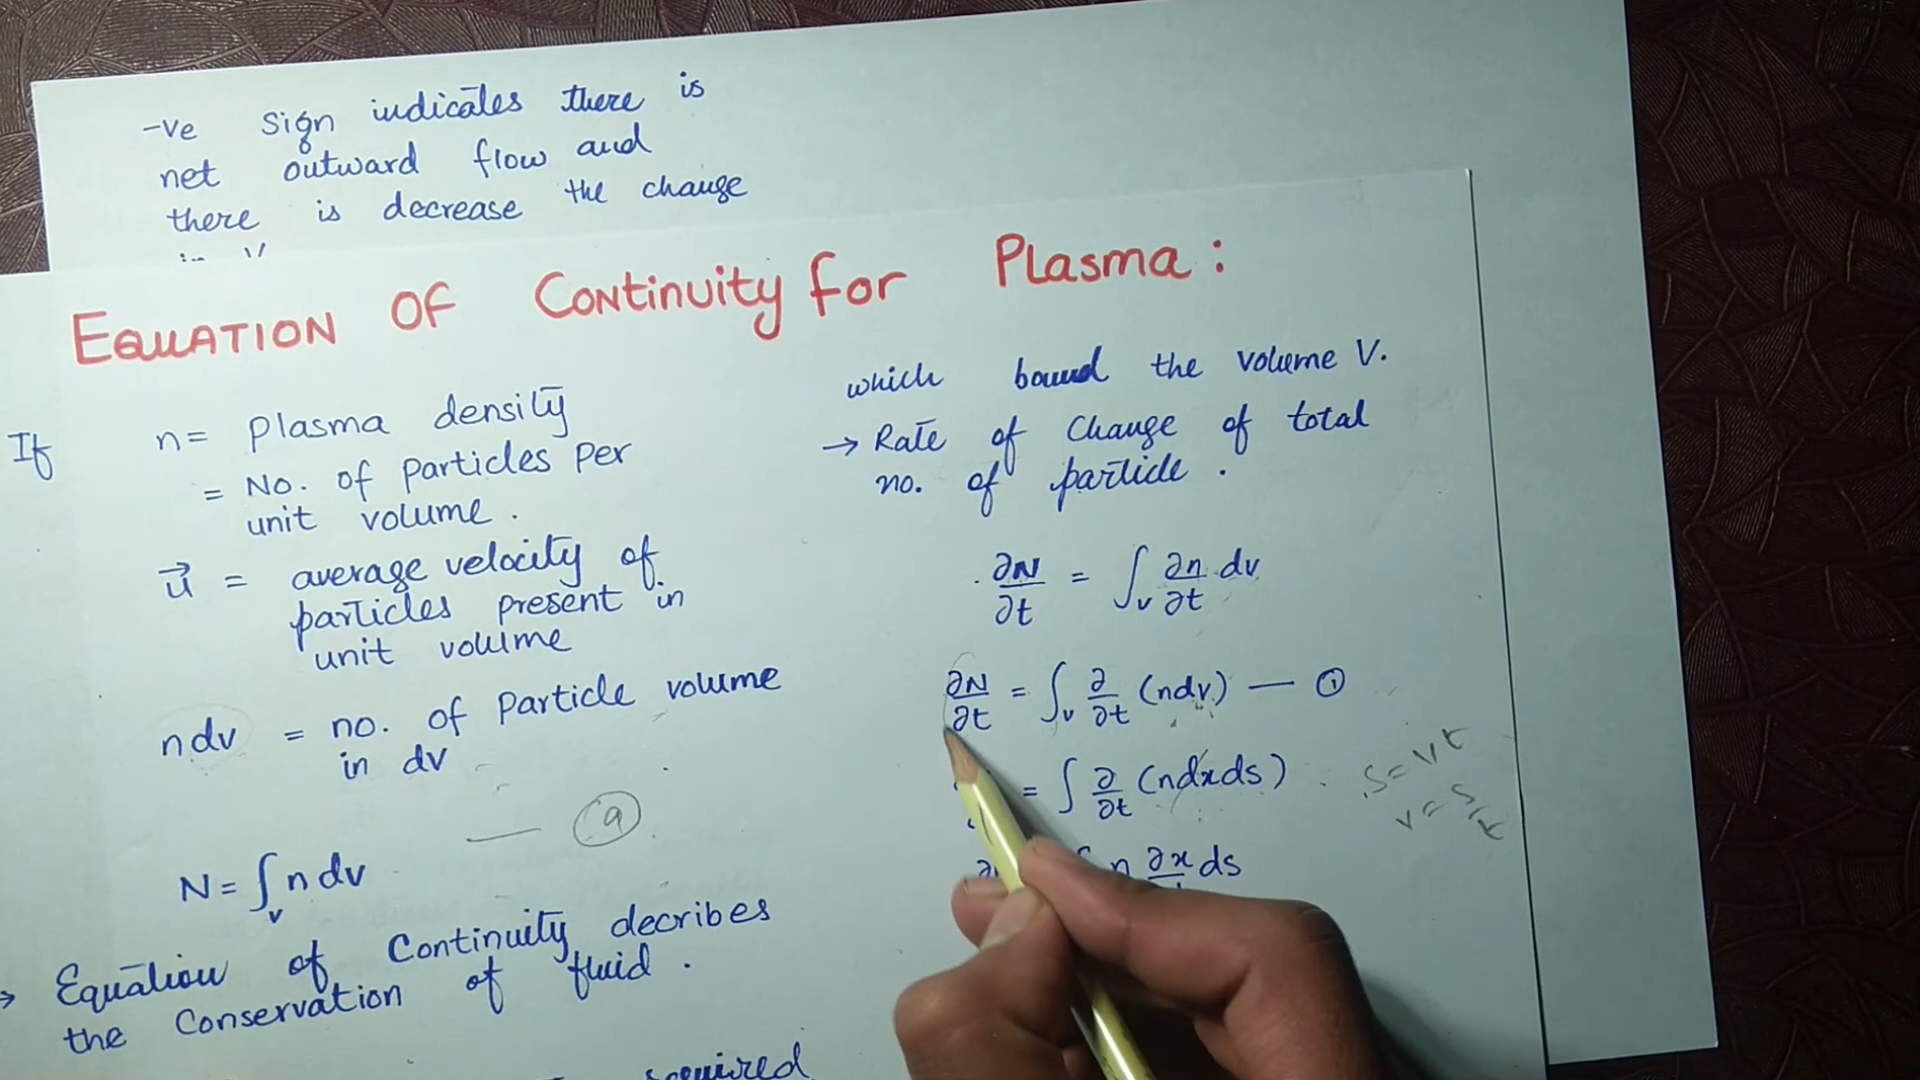 -ve sign indicates there is
net outward flow and
there is decrease the change
EQUATION OF Continuity for Plasma:
If n = plasma density
= No. of particles per
unit volume.
u⃗ = average velocity of
particles present in
unit volume
ndv = no. of particle volume
in dv
— (a)
N = ∫v n dv
→ Equation of Continuity decribes
the conservation of fluid.
required
which bound the volume V.
→ Rate of change of total
no. of particle.
∂N/∂t = ∫v ∂n/∂t dv
∂N/∂t = ∫v ∂/∂t (ndv) — ①
= ∫ ∂/∂t (ndxds)
n ∂x ds
S = vt
v = s/t